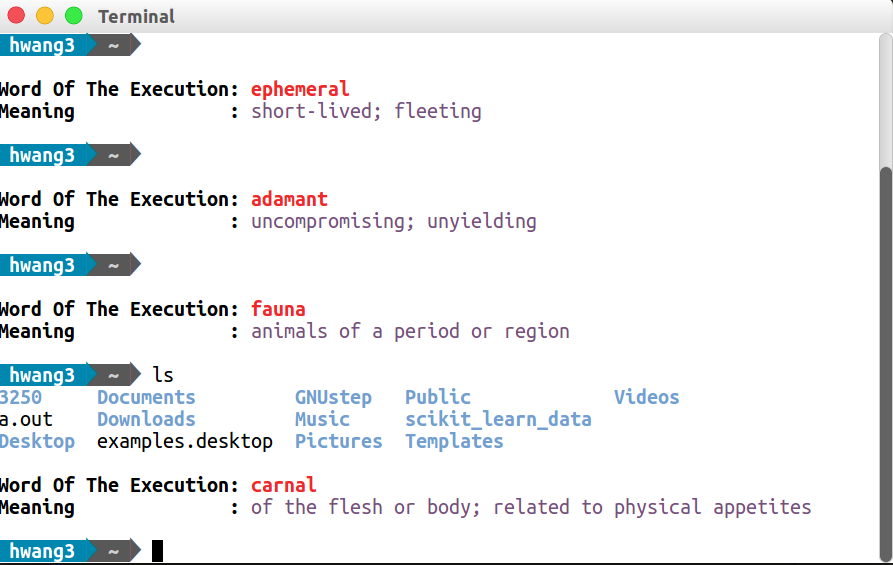 Terminal
hwang3 ~
Word Of The Execution: ephemeral
Meaning : short-lived; fleeting
hwang3 ~
Word Of The Execution: adamant
Meaning : uncompromising; unyielding
hwang3 ~
Word Of The Execution: fauna
Meaning : animals of a period or region
hwang3 ~ ls
3250 Documents GNUstep Public Videos
a.out Downloads Music scikit_learn_data
Desktop examples.desktop Pictures Templates
Word Of The Execution: carnal
Meaning : of the flesh or body; related to physical appetites
hwang3 ~